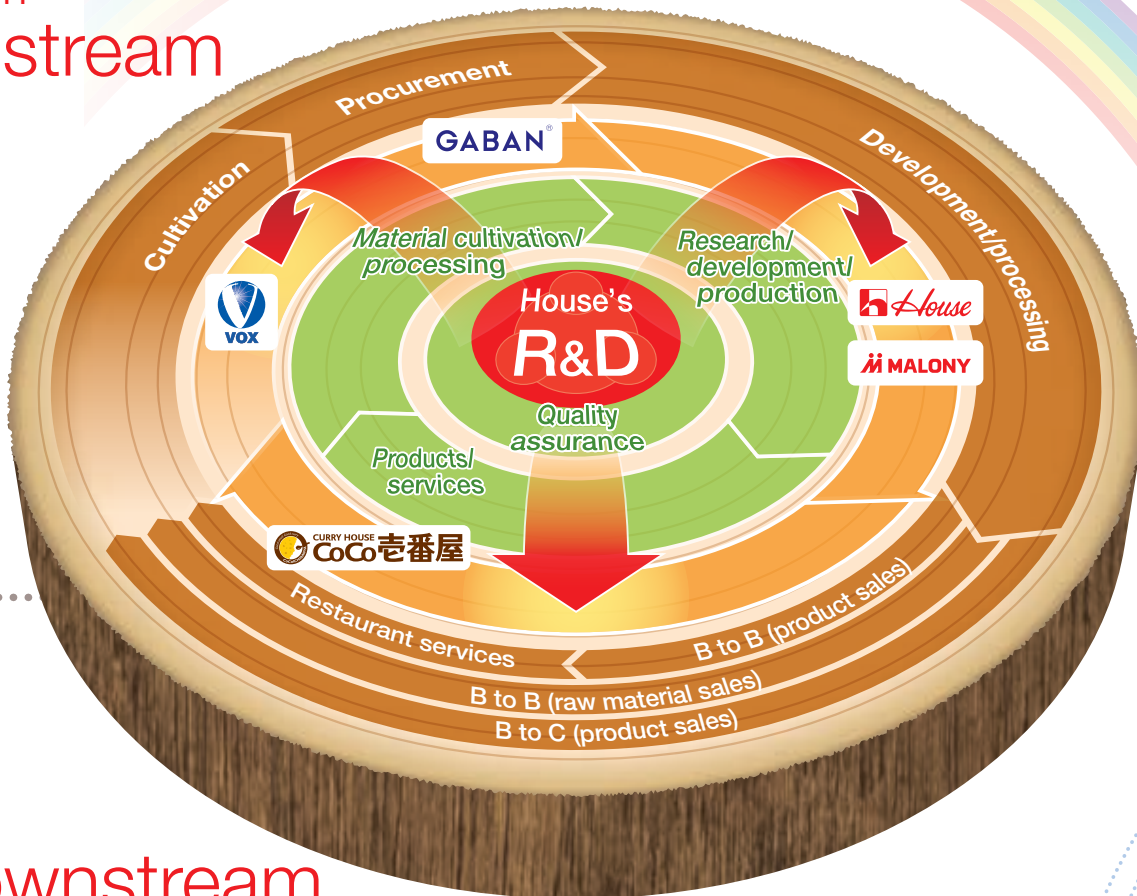 stream
Procurement
GABAN®
Cultivation
Development/processing
Material cultivation/
processing
Research/
development/
production
VOX
House's
R&D
House
MALONY
Quality
assurance
Products/
services
CURRY HOUSE
CoCo壱番屋
Restaurant services
B to B (product sales)
B to B (raw material sales)
B to C (product sales)
ownstream